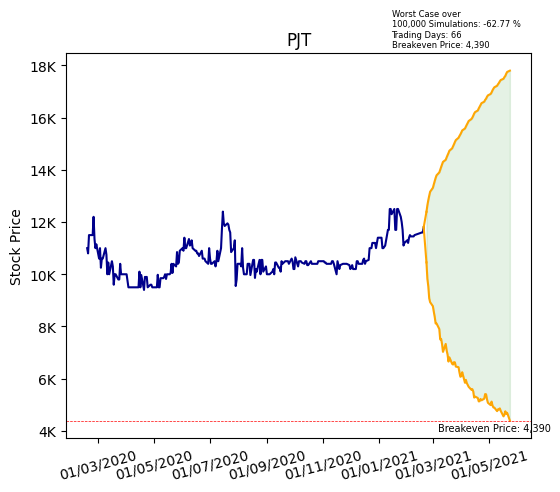 Worst Case over
100,000 Simulations: -62.77 %
Trading Days: 66
Breakeven Price: 4,390
PJT
Stock Price
18K
16K
14K
12K
10K
8K
6K
4K
Breakeven Price: 4,390
01/03/2020
01/05/2020
01/07/2020
01/09/2020
01/11/2020
01/01/2021
01/03/2021
01/05/2021